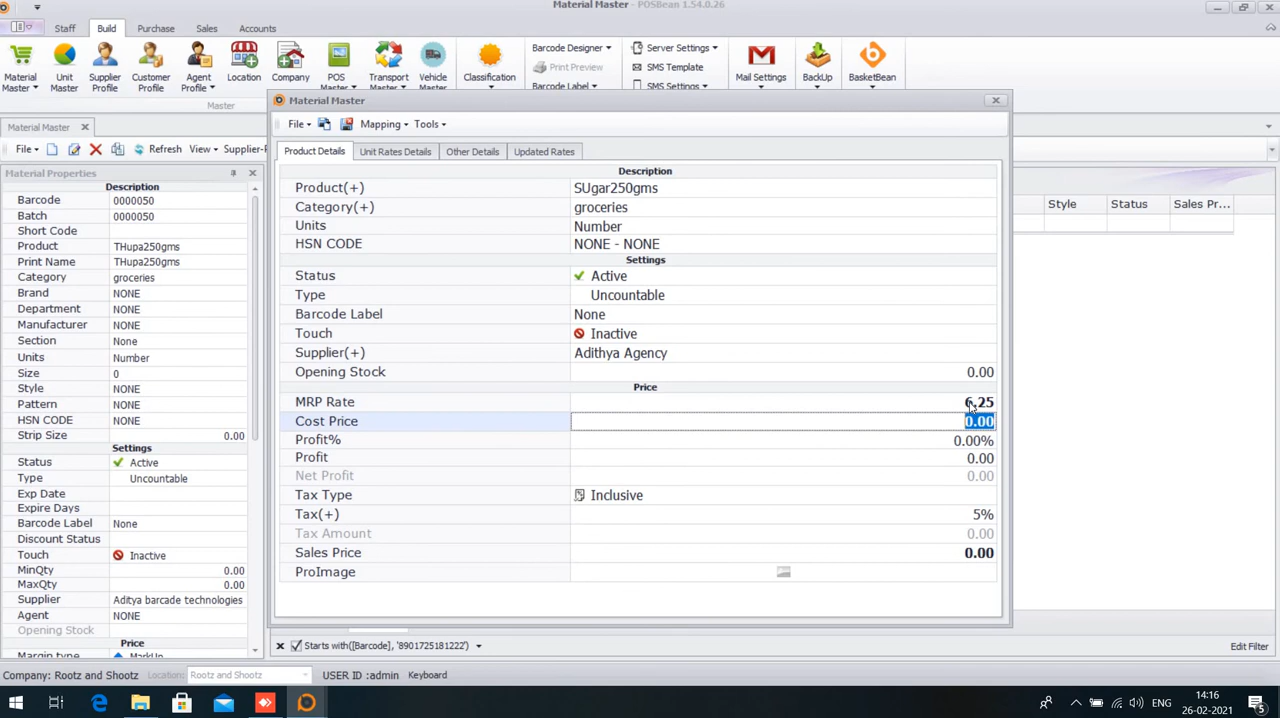 Material Master
POSBean 1.54.0.26
Staff
Build
Purchase
Sales
Accounts
Material
Master
Unit
Master
Supplier
Profile
Customer
Profile
Agent
Profile
Location
Company
POS
Master
Transport
Master
Vehicle
Master
Classification
Barcode Designer
Print Preview
Barcode Label
Server Settings
SMS Template
SMS Settings
Mail Settings
BackUp
BasketBean
Master
Material Master
File
Refresh
View
Supplier-P
Material Properties
Description
Barcode 0000050
Batch 0000050
Short Code
Product THupa250gms
Print Name THupa250gms
Category groceries
Brand NONE
Department NONE
Manufacturer NONE
Section None
Units Number
Size 0
Style NONE
Pattern NONE
HSN CODE NONE
Strip Size 0.00
Settings
Status Active
Type Uncountable
Exp Date
Expire Days
Barcode Label None
Discount Status
Touch Inactive
MinQty 0.00
MaxQty 0.00
Supplier Aditya barcade technologies
Agent NONE
Opening Stock
Price
Margin type MarkUp
Material Master
File Mapping Tools
Product Details Unit Rates Details Other Details Updated Rates
Description
Product(+) SUgar250gms
Category(+) groceries
Units Number
HSN CODE NONE - NONE
Settings
Status Active
Type Uncountable
Barcode Label None
Touch Inactive
Supplier(+) Adithya Agency
Opening Stock 0.00
Price
MRP Rate 6.25
Cost Price 0.00
Profit% 0.00%
Profit 0.00
Net Profit 0.00
Tax Type Inclusive
Tax(+) 5%
Tax Amount 0.00
Sales Price 0.00
ProImage
Style Status Sales Pr...
Starts with([Barcode], '8901725181222')
Edit Filter
Company: Rootz and Shootz Location: Rootz and Shootz USER ID :admin Keyboard
ENG
14:16
26-02-2021
5